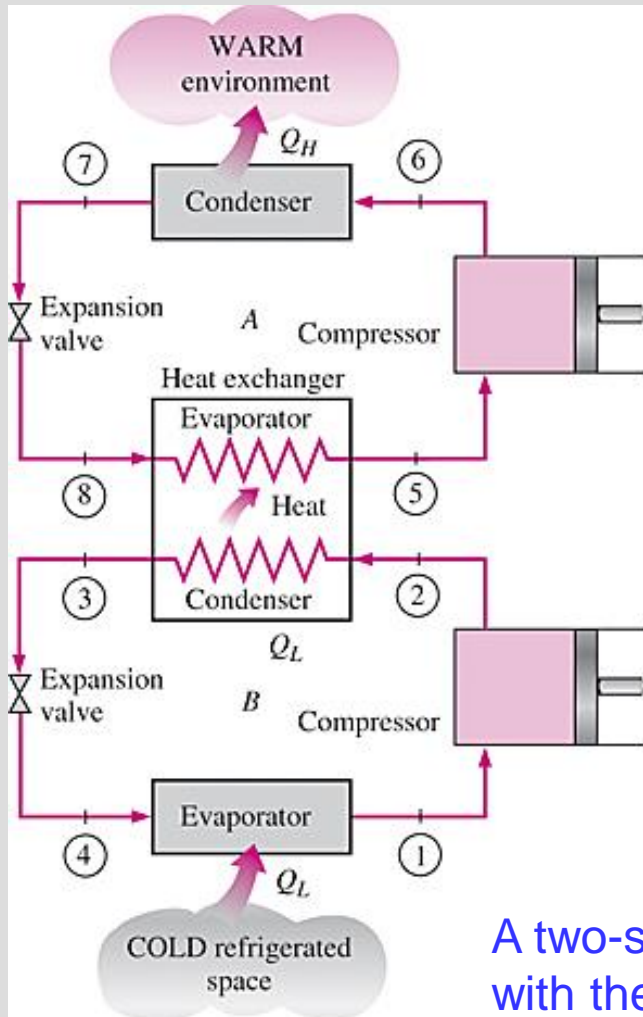 WARM
environment
Q_H
7
6
Condenser
Expansion
valve
A
Compressor
Heat exchanger
Evaporator
8
5
Heat
3
2
Condenser
Q_L
Expansion
valve
B
Compressor
Evaporator
4
1
Q_L
COLD refrigerated
space
A two-s
with the